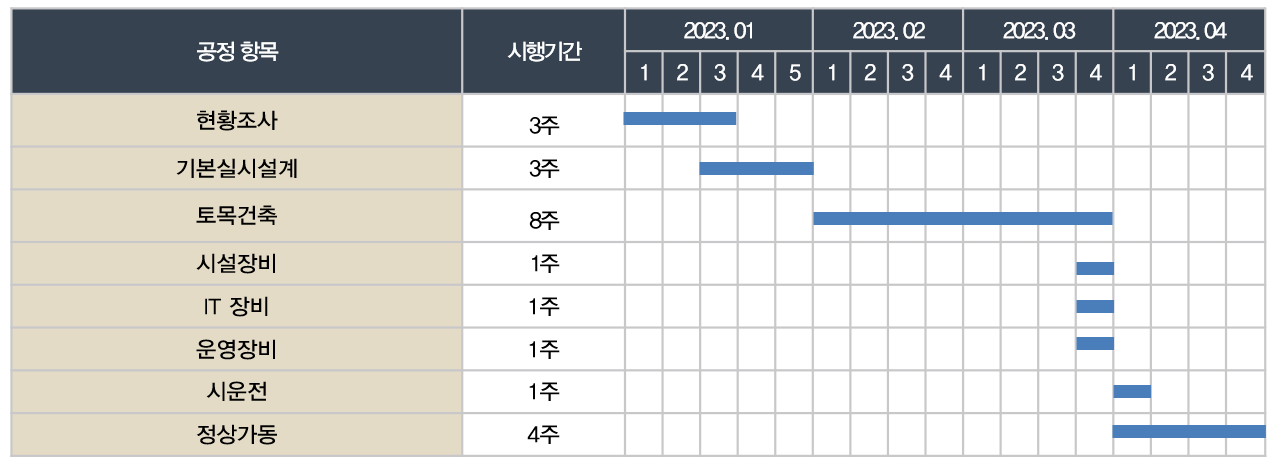 공정 항목 시행기간 2023. 01 2023. 02 2023. 03 2023. 04
1 2 3 4 5 1 2 3 4 1 2 3 4 1 2 3 4
현황조사 3주
기본실시설계 3주
토목건축 8주
시설장비 1주
IT 장비 1주
운영장비 1주
시운전 1주
정상가동 4주